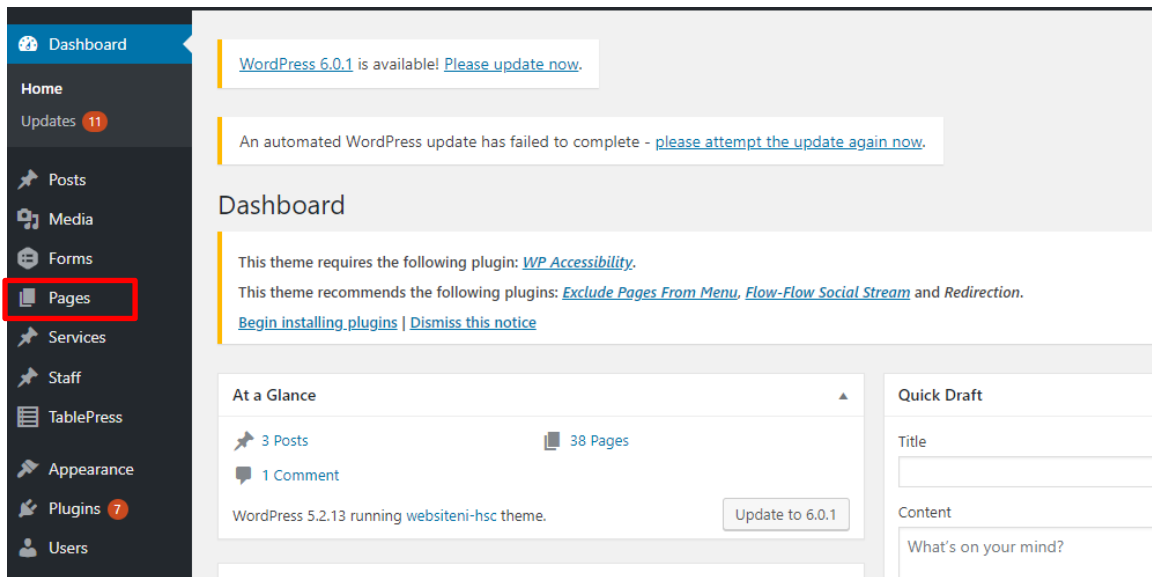 Dashboard
Home
Updates 11
Posts
Media
Forms
Pages
Services
Staff
TablePress
Appearance
Plugins 7
Users
WordPress 6.0.1 is available! Please update now.
An automated WordPress update has failed to complete - please attempt the update again now.
Dashboard
This theme requires the following plugin: WP Accessibility.
This theme recommends the following plugins: Exclude Pages From Menu, Flow-Flow Social Stream and Redirection.
Begin installing plugins | Dismiss this notice
At a Glance
3 Posts
38 Pages
1 Comment
WordPress 5.2.13 running websiteni-hsc theme.
Update to 6.0.1
Quick Draft
Title
Content
What's on your mind?